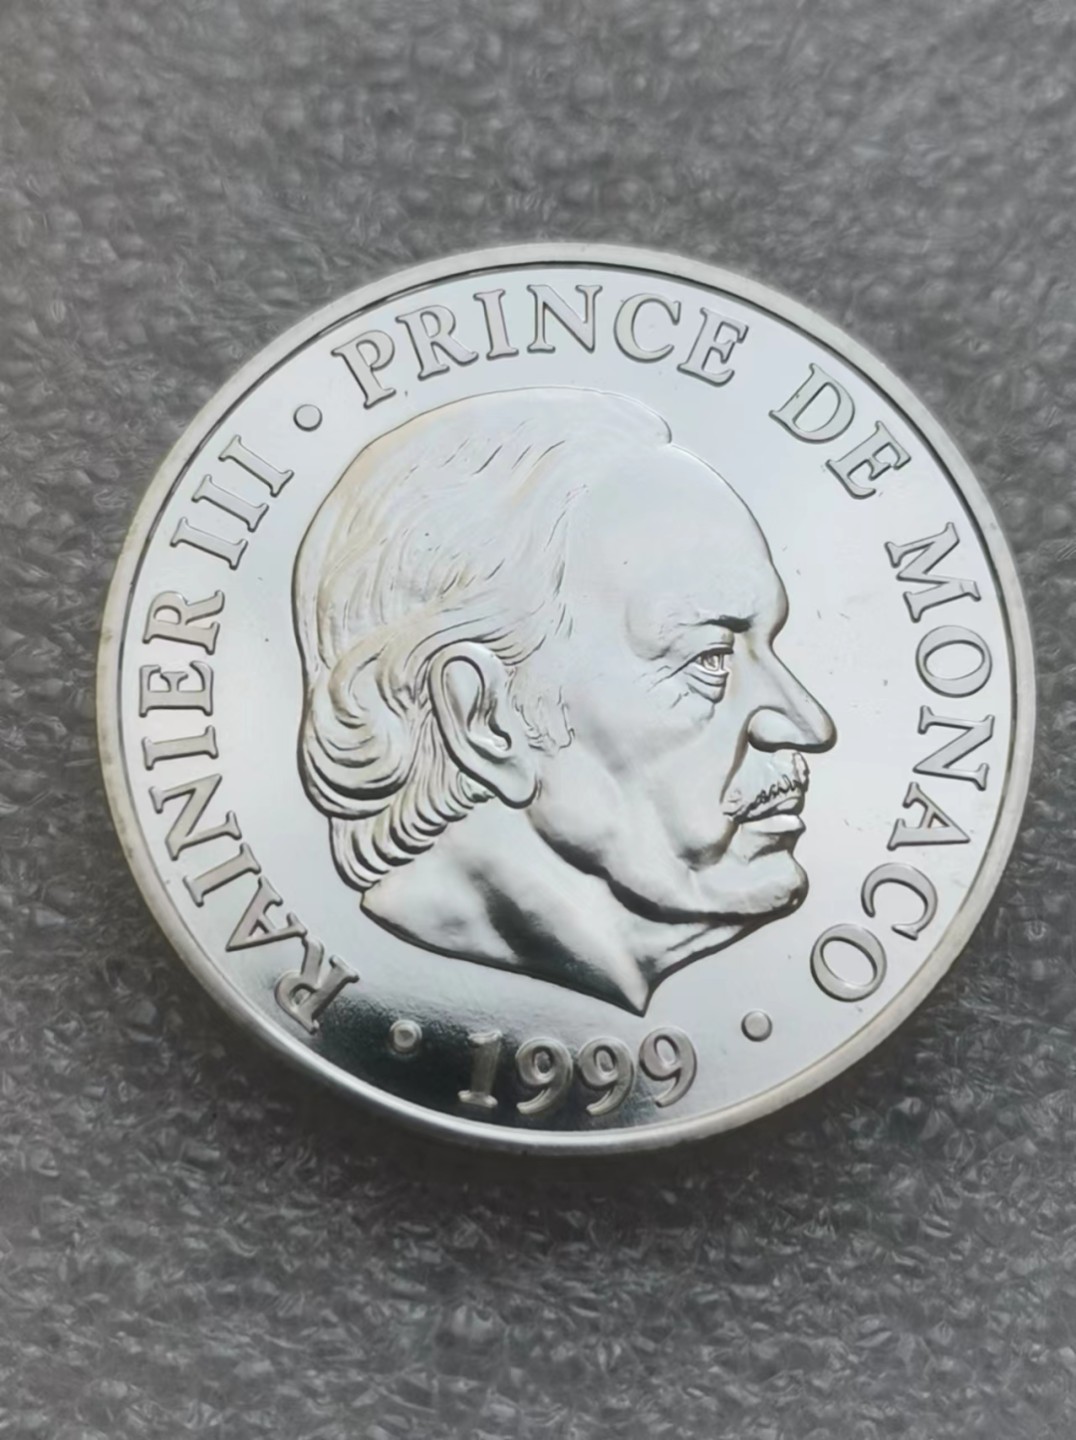 RAINIER III • PRINCE DE MONACO
• 1999 •